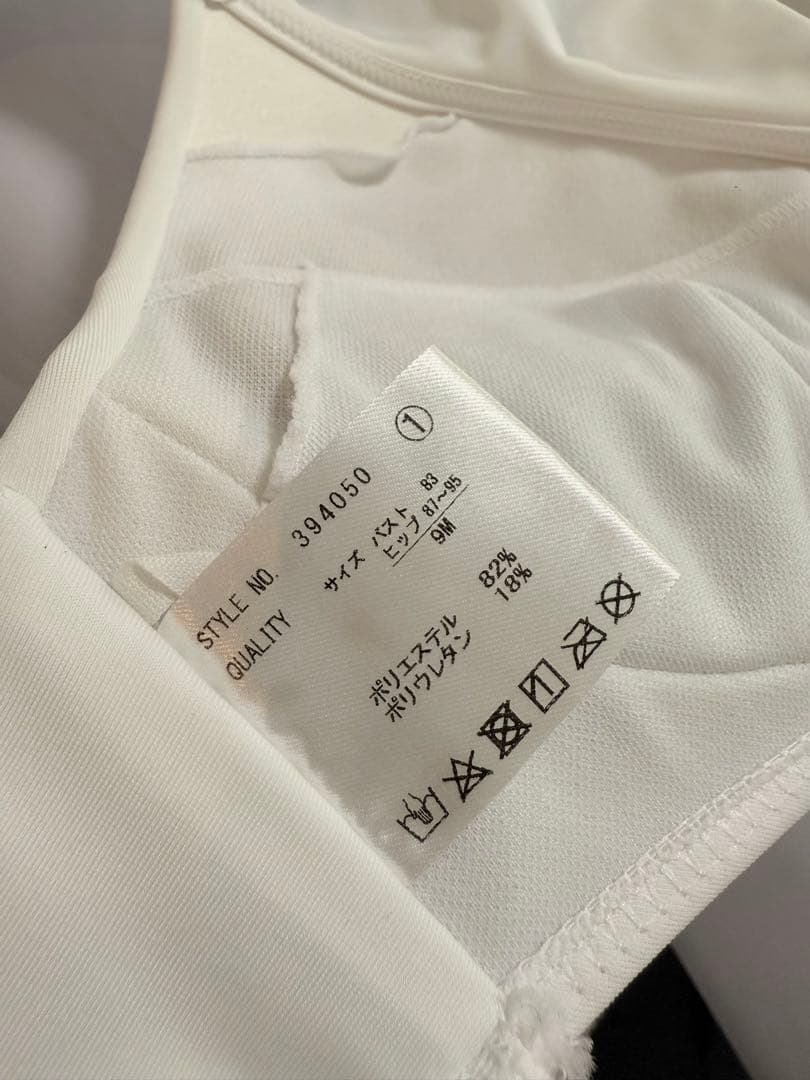 ①
STYLE NO. 394050
QUALITY
サイズ バスト 83
ヒップ 87～95
9M
ポリエステル 82%
ポリウレタン 18%